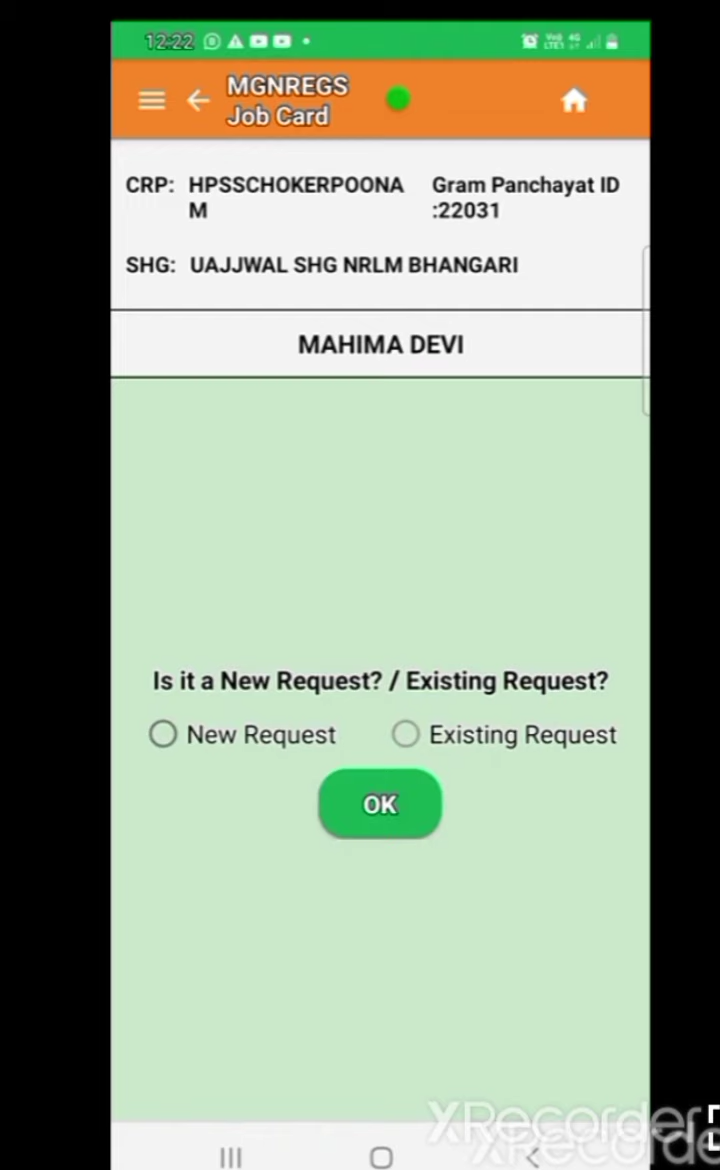 12:22
MGNREGS
Job Card
CRP: HPSSCHOKERPOONA
M
Gram Panchayat ID
:22031
SHG: UAJJWAL SHG NRLM BHANGARI
MAHIMA DEVI
Is it a New Request? / Existing Request?
New Request
Existing Request
OK
XRecorder
XRecorde